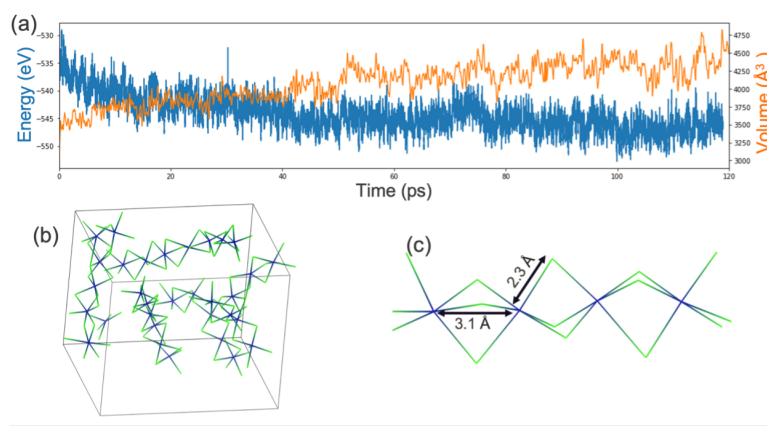 (a)
Energy (eV)
-530
-535
-540
-545
-550
4750
4500
4250
4000
3750
3500
3250
3000
Volume (Å³)
0
20
40
60
80
100
120
Time (ps)
(b)
(c)
2.3 Å
3.1 Å